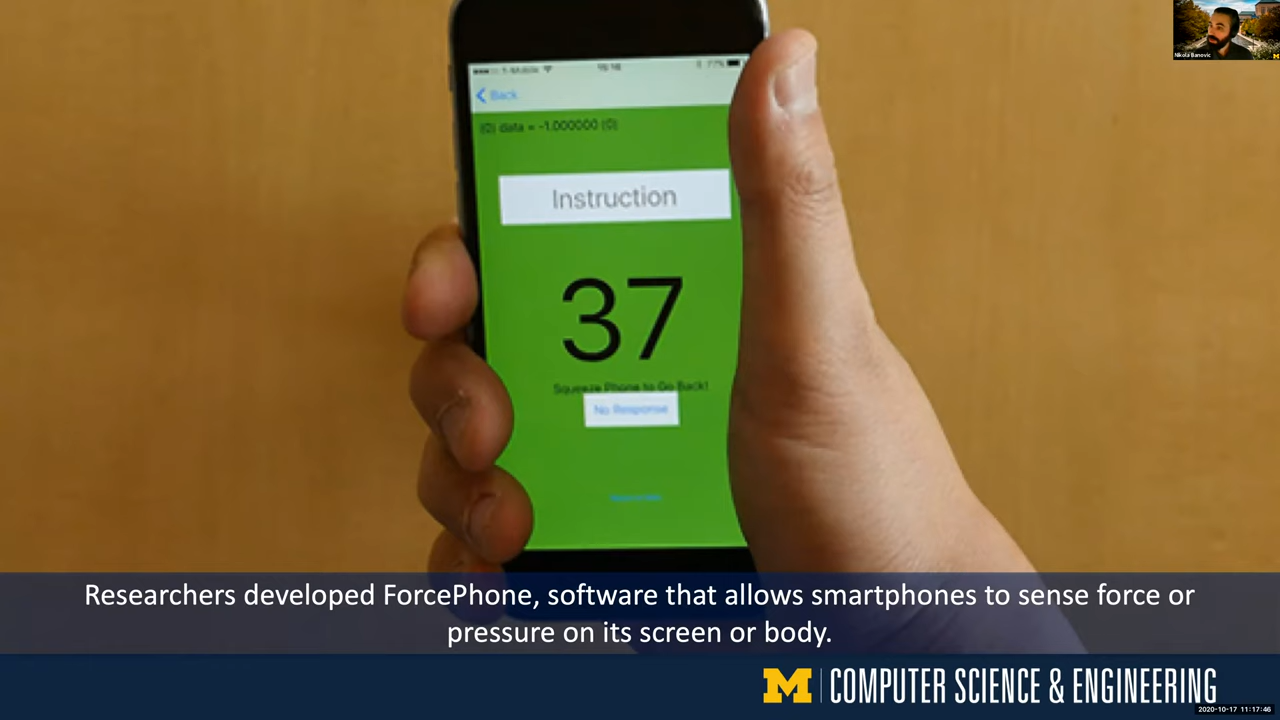 Nikola Banovic
T-Mobile
77%
Back
(0) data = -1.000000 (0)
Instruction
37
Squeeze Phone to Go Back!
No Response
Researchers developed ForcePhone, software that allows smartphones to sense force or
pressure on its screen or body.
M COMPUTER SCIENCE & ENGINEERING
2020-10-17 11:17:46